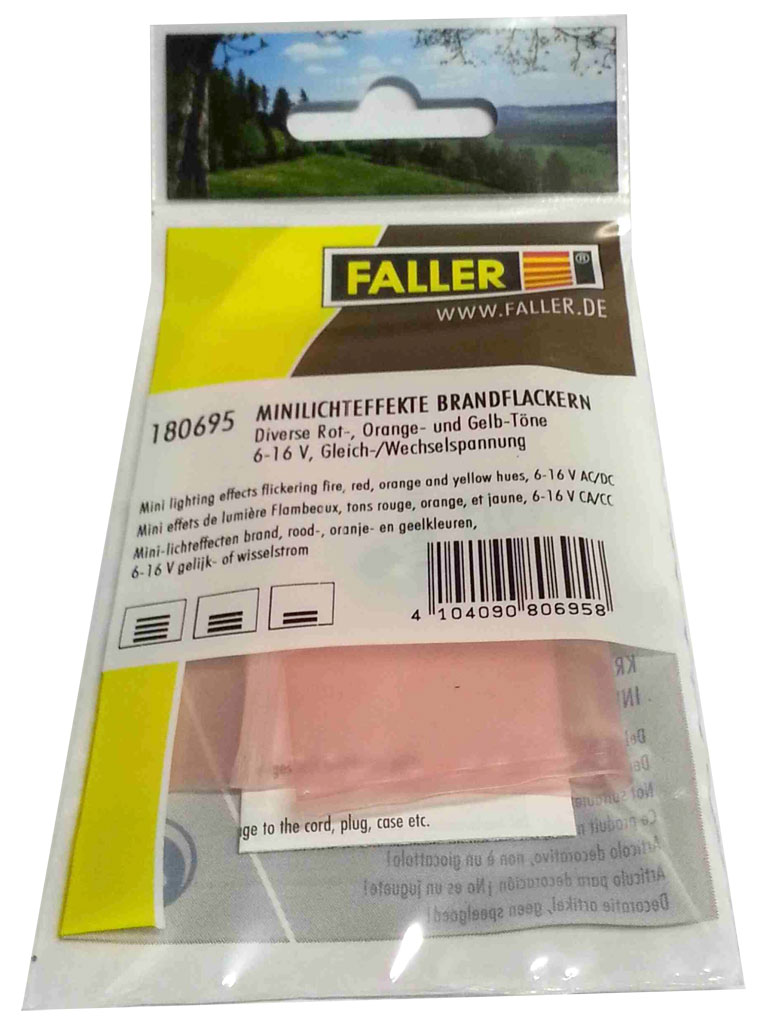 FALLER ®
WWW.FALLER.DE
180695
MINILICHTEFFEKTE BRANDFLACKERN
Diverse Rot-, Orange- und Gelb-Töne
6-16 V, Gleich-/Wechselspannung
Mini lighting effects flickering fire, red, orange and yellow hues, 6-16 V AC/DC
Mini effets de lumière Flambeaux, tons rouge, orange, et jaune, 6-16 V CA/CC
Mini-lichteffecten brand, rood-, oranje- en geelkleuren,
6-16 V gelijk- of wisselstrom
4 104090 806958
ge to the cord, plug, case etc.
Ce produit n
Articolo decorativo, non è un giocattolo!
Artículo para decoración ¡No es un juguete!
Decoratie artikel, geen speelgoed!